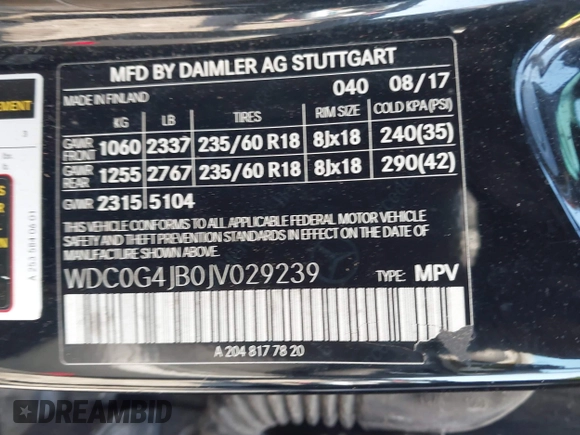 MFD BY DAIMLER AG STUTTGART
MADE IN FINLAND 040 08/17
KG LB TIRES RIM SIZE COLD KPA(PSI)
GAWR FRONT 1060 2337 235/60 R18 8Jx18 240(35)
GAWR REAR 1255 2767 235/60 R18 8Jx18 290(42)
GVWR 2315 5104
THIS VEHICLE CONFORMS TO ALL APPLICABLE FEDERAL MOTOR VEHICLE
SAFETY AND THEFT PREVENTION STANDARDS IN EFFECT ON THE DATE OF
MANUFACTURE SHOWN ABOVE.
WDC0G4JB0JV029239 TYPE: MPV
A 204 817 78 20
DREAMBID